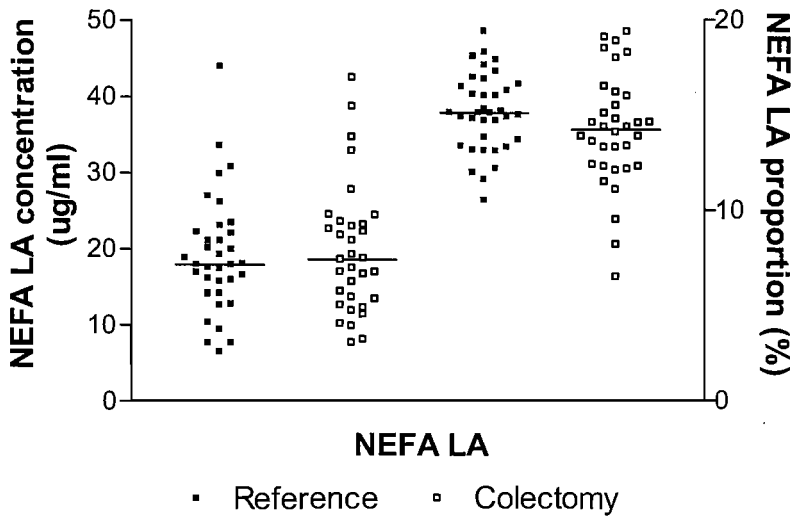 NEFA LA concentration
(ug/ml)
50
40
30
20
10
0
20
10
0
NEFA LA proportion (%)
NEFA LA
Reference
Colectomy